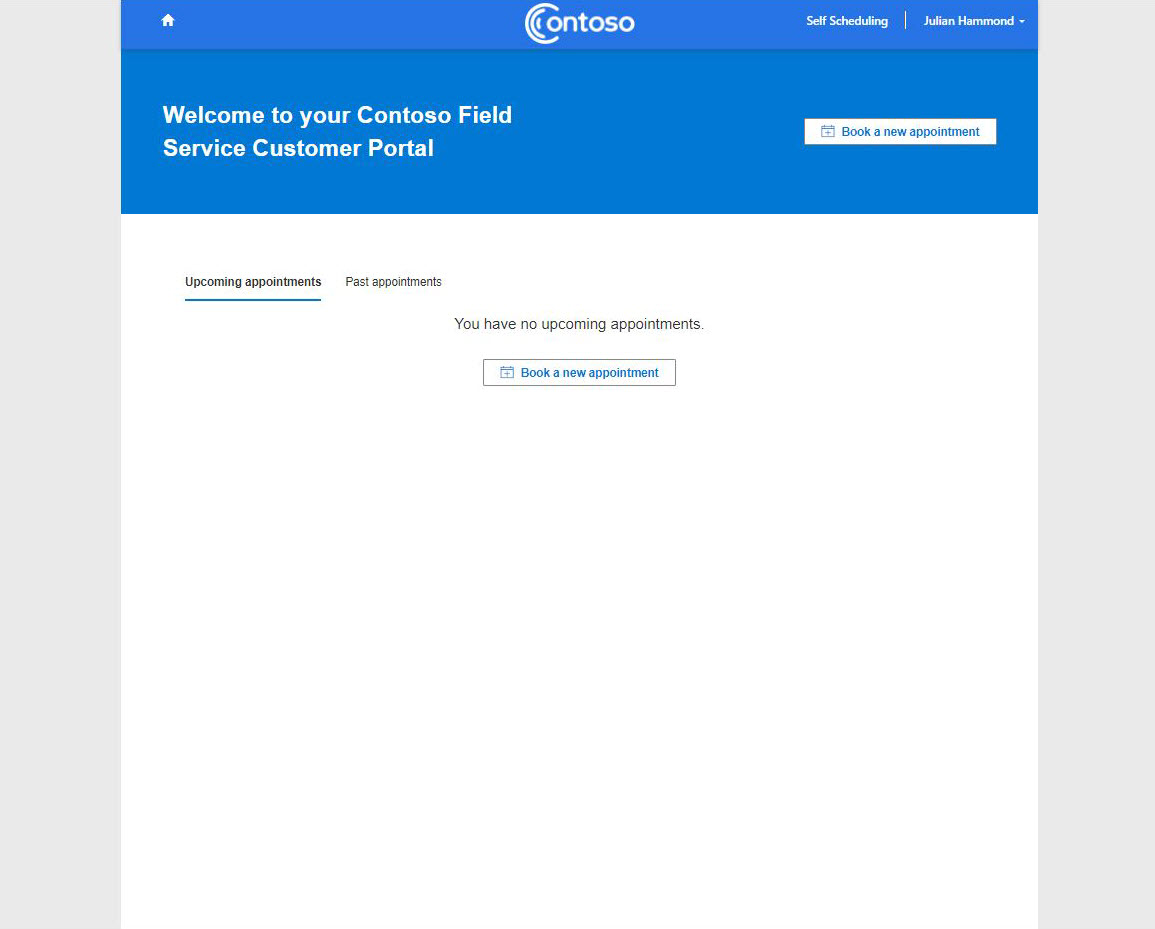 Contoso
Self Scheduling
Julian Hammond
Welcome to your Contoso Field
Service Customer Portal
Book a new appointment
Upcoming appointments
Past appointments
You have no upcoming appointments.
Book a new appointment